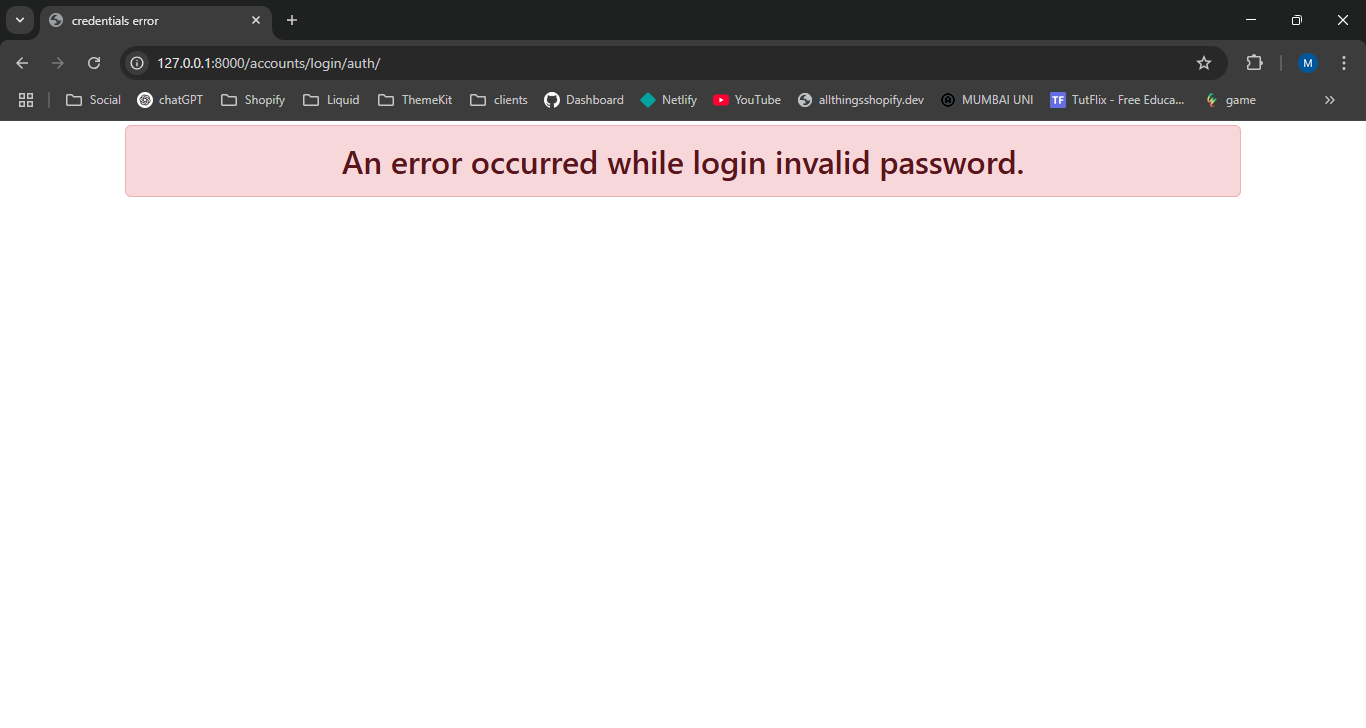 credentials error
127.0.0.1:8000/accounts/login/auth/
M
Social chatGPT Shopify Liquid ThemeKit clients Dashboard Netlify YouTube allthingsshopify.dev MUMBAI UNI TF TutFlix - Free Educa... game
An error occurred while login invalid password.